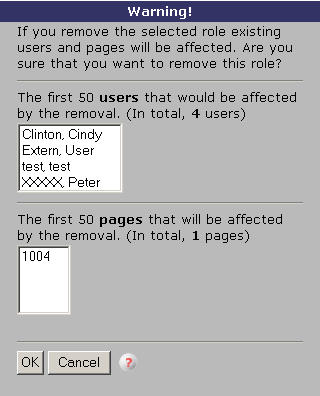 Warning!
If you remove the selected role existing
users and pages will be affected. Are you
sure that you want to remove this role?
The first 50 users that would be affected
by the removal. (In total, 4 users)
Clinton, Cindy
Extern, User
test, test
XXXXX, Peter
The first 50 pages that will be affected
by the removal. (In total, 1 pages)
1004
OK Cancel ?